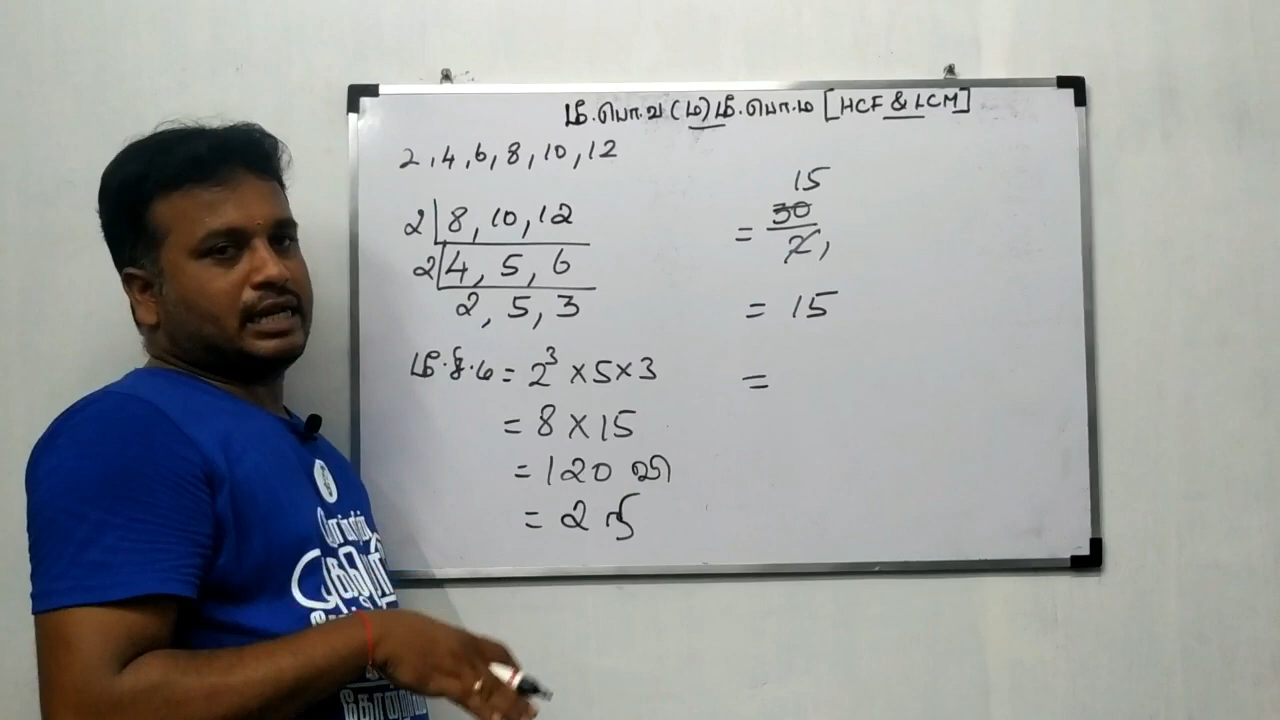 மீ.பொ.வ (ம) மீ.பொ.ம [HCF & LCM]
2, 4, 6, 8, 10, 12
2 8, 10, 12
2 4, 5, 6
2, 5, 3
மீ.சி.ம = 2³ × 5 × 3
= 8 × 15
= 120 வி
= 2 நி
15
= 30
2,
= 15
=
தோன்றி